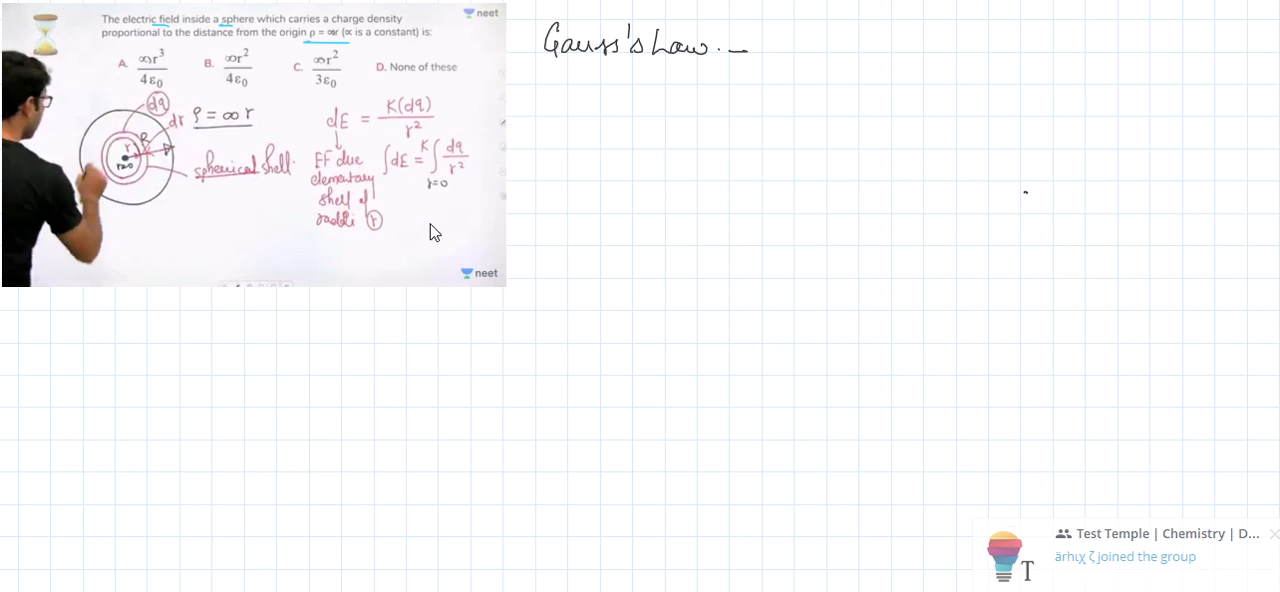 The electric field inside a sphere which carries a charge density
proportional to the distance from the origin ρ = ∝r (∝ is a constant) is:
neet
A. ∝r³/4ε₀ B. ∝r²/4ε₀ C. ∝r²/3ε₀ D. None of these
dq
dr ρ = ∝ r
R
r
r=0
spherical shell.
dE = K(dq)/r²
EF due
elementary
shell of
raddi r
∫dE = K ∫ dq/r²
r=0
neet
Gauss's Law. –
Test Temple | Chemistry | D...
ärhιχ ζ joined the group
T